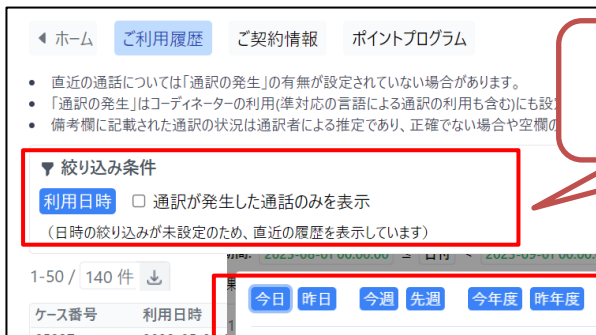 ホーム ご利用履歴 ご契約情報 ポイントプログラム
• 直近の通話については「通訳の発生」の有無が設定されていない場合があります。
• 「通訳の発生」はコーディネーターの利用(準対応の言語による通訳の利用も含む)にも設
• 備考欄に記載された通訳の状況は通訳者による推定であり、正確でない場合や空欄の
絞り込み条件
利用日時 通訳が発生した通話のみを表示
(日時の絞り込みが未設定のため、直近の履歴を表示しています)
1-50 / 140 件
今日 昨日 今週 先週 今年度 昨年度
ケース番号 利用日時